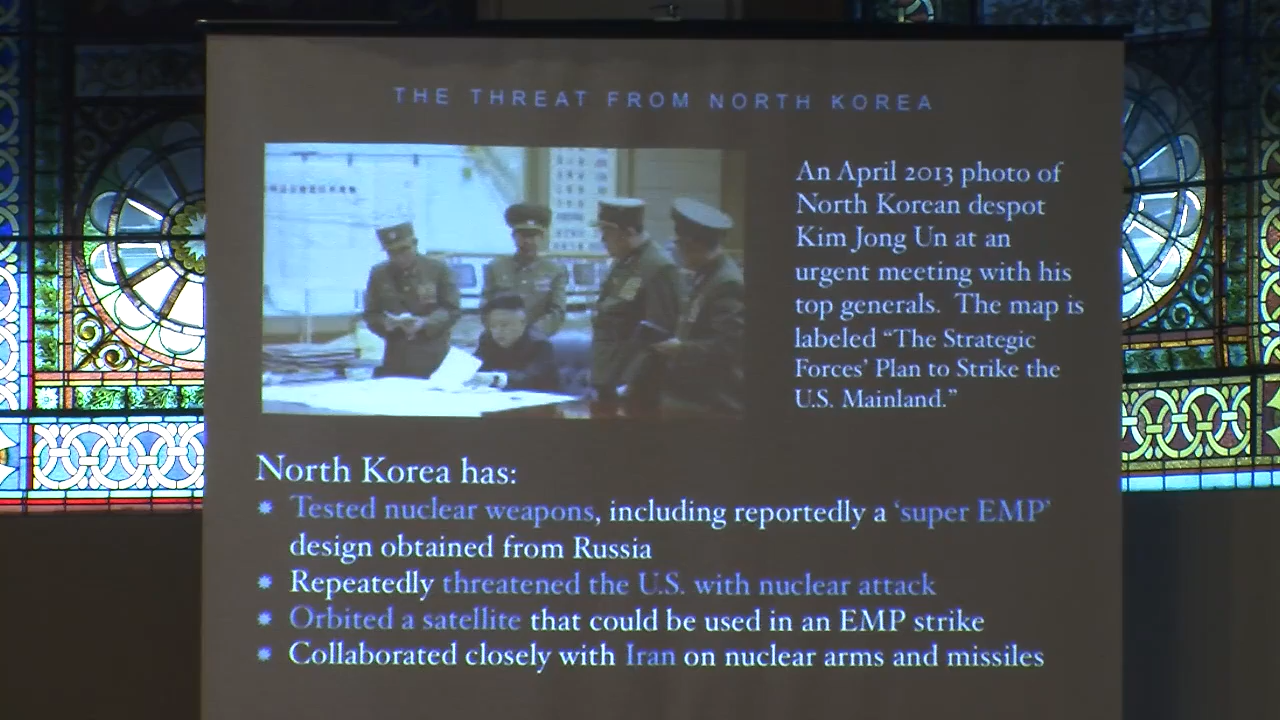 THE THREAT FROM NORTH KOREA
An April 2013 photo of
North Korean despot
Kim Jong Un at an
urgent meeting with his
top generals.  The map is
labeled “The Strategic
Forces’ Plan to Strike the
U.S. Mainland.”
North Korea has:
Tested nuclear weapons, including reportedly a ‘super EMP’
design obtained from Russia
Repeatedly threatened the U.S. with nuclear attack
Orbited a satellite that could be used in an EMP strike
Collaborated closely with Iran on nuclear arms and missiles